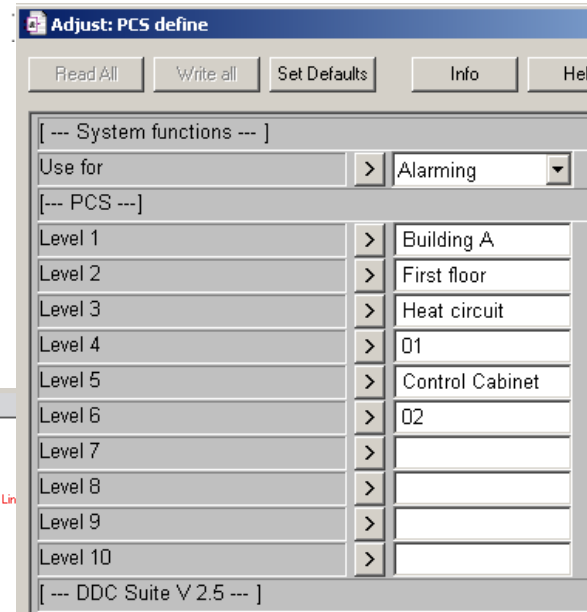 Adjust: PCS define
Read All Write all Set Defaults Info Hel
[ --- System functions --- ]
Use for > Alarming
[--- PCS ---]
Level 1 > Building A
Level 2 > First floor
Level 3 > Heat circuit
Level 4 > 01
Level 5 > Control Cabinet
Level 6 > 02
Level 7 >
Level 8 >
Lin
Level 9 >
Level 10 >
[ --- DDC Suite V 2.5 --- ]